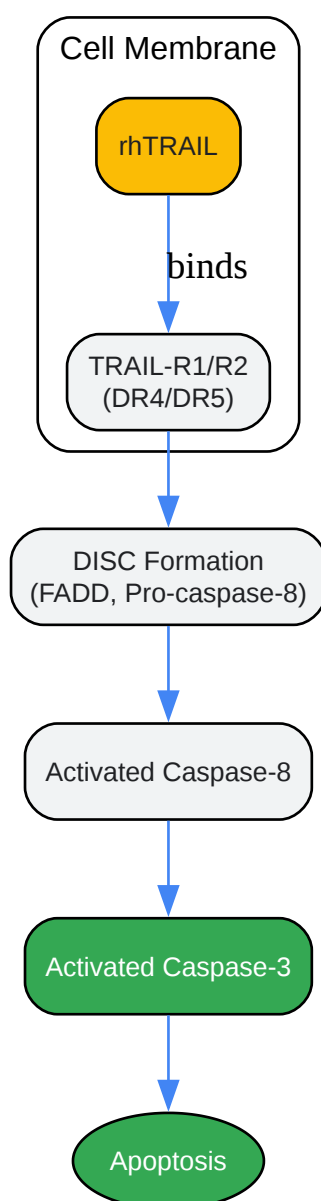 Cell Membrane
rhTRAIL
binds
TRAIL-R1/R2
(DR4/DR5)
DISC Formation
(FADD, Pro-caspase-8)
Activated Caspase-8
Activated Caspase-3
Apoptosis